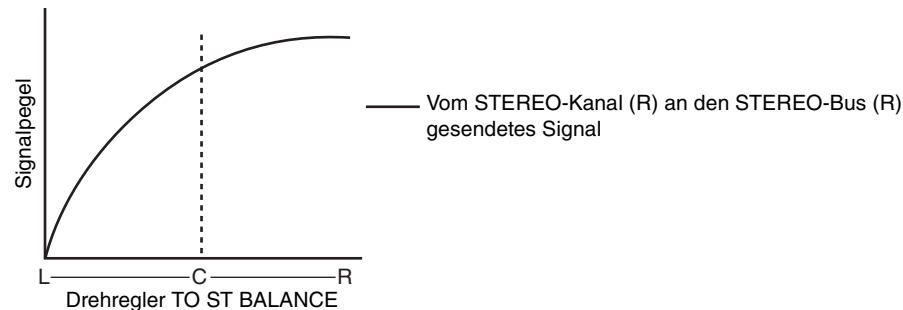 Signalpegel
Vom STEREO-Kanal (R) an den STEREO-Bus (R)
gesendetes Signal
L C R
Drehregler TO ST BALANCE